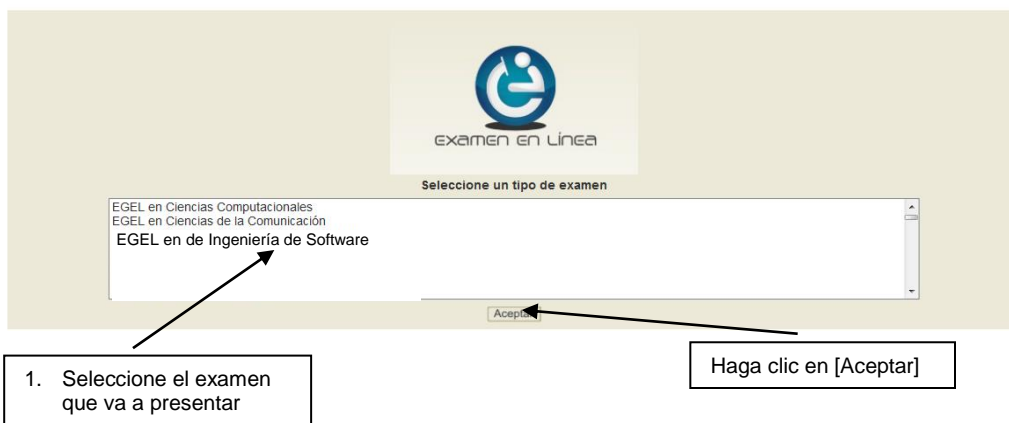 examen en línea
Seleccione un tipo de examen
EGEL en Ciencias Computacionales
EGEL en Ciencias de la Comunicación
EGEL en de Ingeniería de Software
Aceptar
1. Seleccione el examen
que va a presentar
Haga clic en [Aceptar]